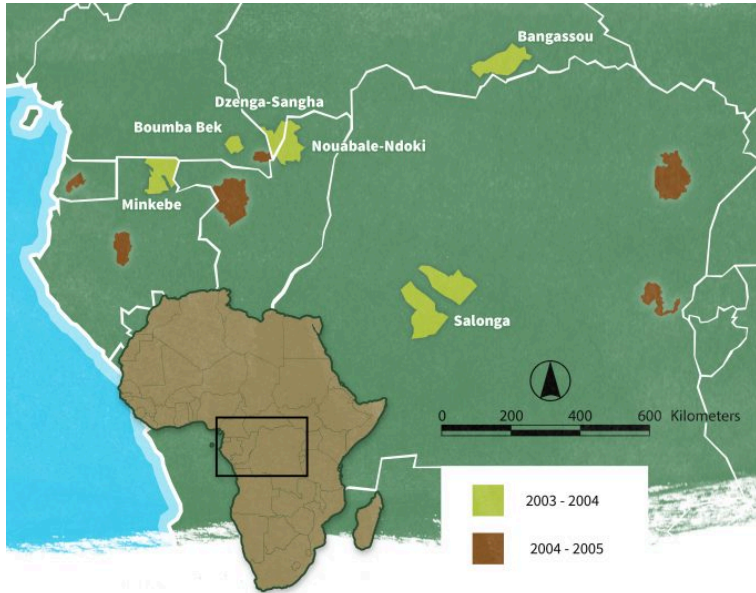 Bangassou
Dzenga-Sangha
Boumba Bek
Nouabale-Ndoki
Minkebe
Salonga
0 200 400 600 Kilometers
2003 - 2004
2004 - 2005